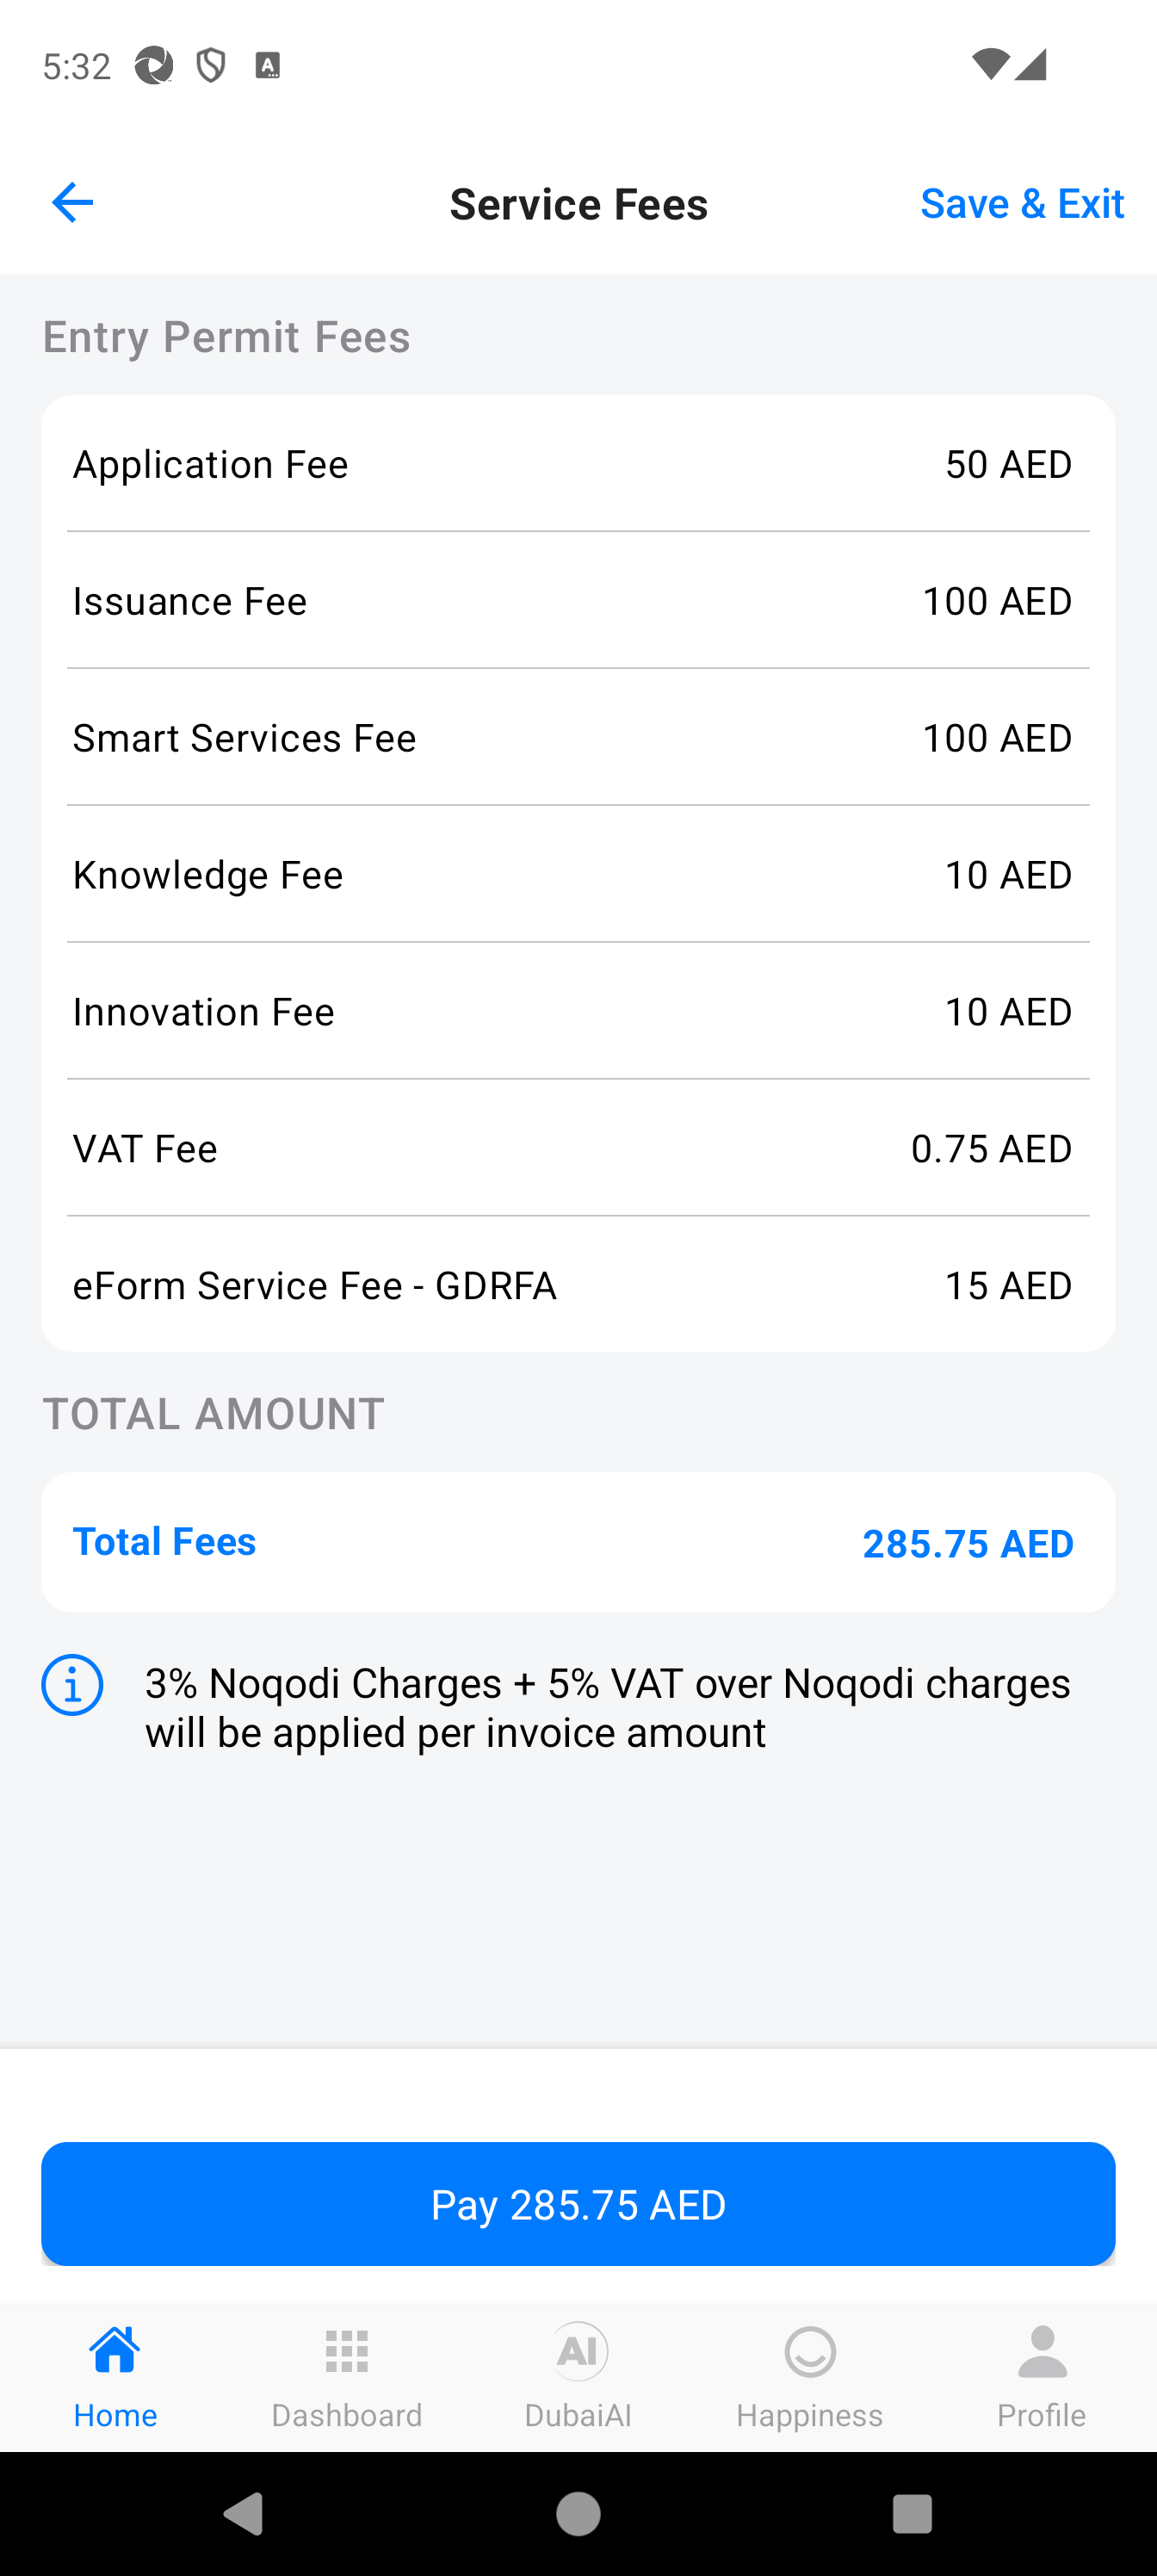 5:32
Service Fees
Save & Exit
Entry Permit Fees
Application Fee 50 AED
Issuance Fee 100 AED
Smart Services Fee 100 AED
Knowledge Fee 10 AED
Innovation Fee 10 AED
VAT Fee 0.75 AED
eForm Service Fee - GDRFA 15 AED
TOTAL AMOUNT
Total Fees 285.75 AED
3% Noqodi Charges + 5% VAT over Noqodi charges
will be applied per invoice amount
Pay 285.75 AED
AI
Home Dashboard DubaiAI Happiness Profile